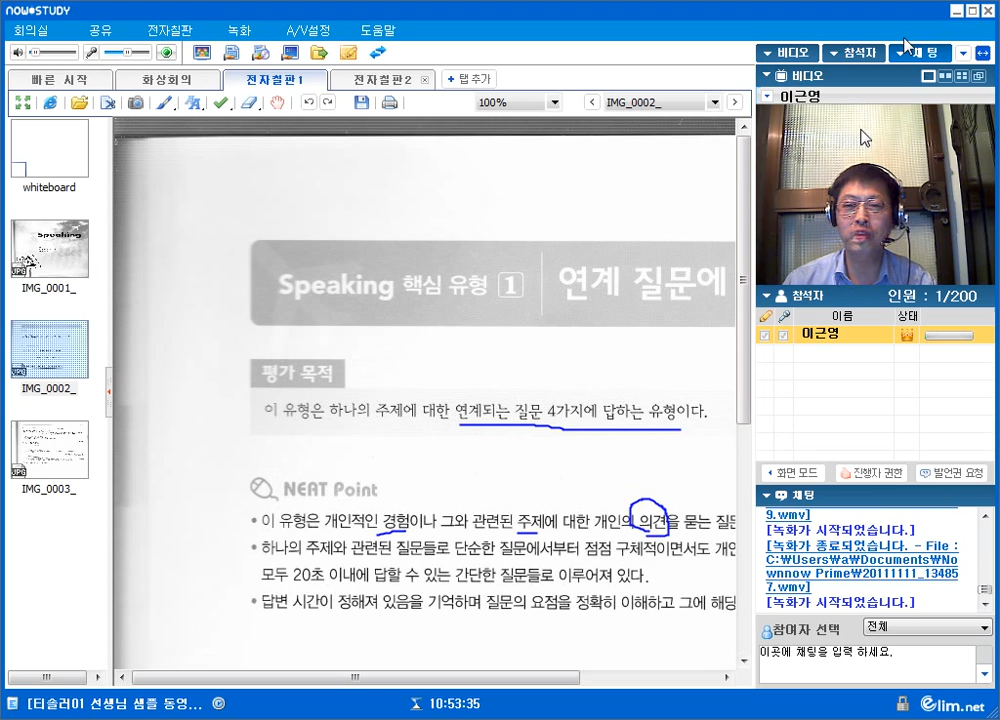 NOW STUDY
회의실 공유 전자칠판 녹화 A/V설정 도움말
비디오 참석자 채팅
빠른 시작 화상회의 전자칠판1 전자칠판2 + 탭추가
100% IMG_0002_
whiteboard
IMG_0001_
IMG_0002_
IMG_0003_
Speaking 핵심 유형 1 연계 질문에
평가 목적
이 유형은 하나의 주제에 대한 연계되는 질문 4가지에 답하는 유형이다.
NEAT Point
• 이 유형은 개인적인 경험이나 그와 관련된 주제에 대한 개인의 의견을 묻는 질문
• 하나의 주제와 관련된 질문들로 단순한 질문에서부터 점점 구체적이면서도 개인
모두 20초 이내에 답할 수 있는 간단한 질문들로 이루어져 있다.
• 답변 시간이 정해져 있음을 기억하며 질문의 요점을 정확히 이해하고 그에 해당
비디오
이근영
참석자 인원 : 1/200
이름 상태
이근영
화면 모드 진행자 권한 발언권 요청
채팅
9.wmv]
[녹화가 시작되었습니다.]
[녹화가 종료되었습니다. - File :
C:₩Users₩a₩Documents₩No
wnnow Prime₩20111111_13485
7.wmv]
[녹화가 시작되었습니다.]
참여자 선택 전체
이곳에 채팅을 입력 하세요.
[티솔러01 선생님 샘플 동영... 10:53:35 elim.net